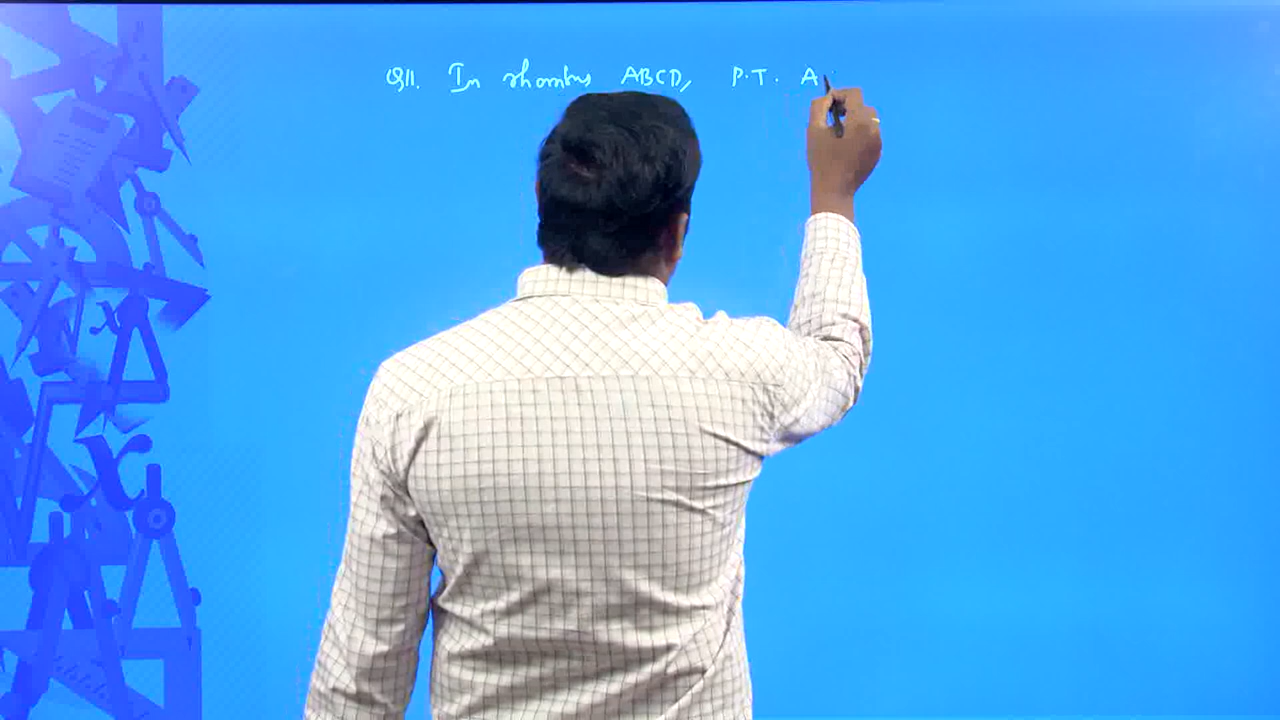 Q11. In rhombus ABCD, P.T. A